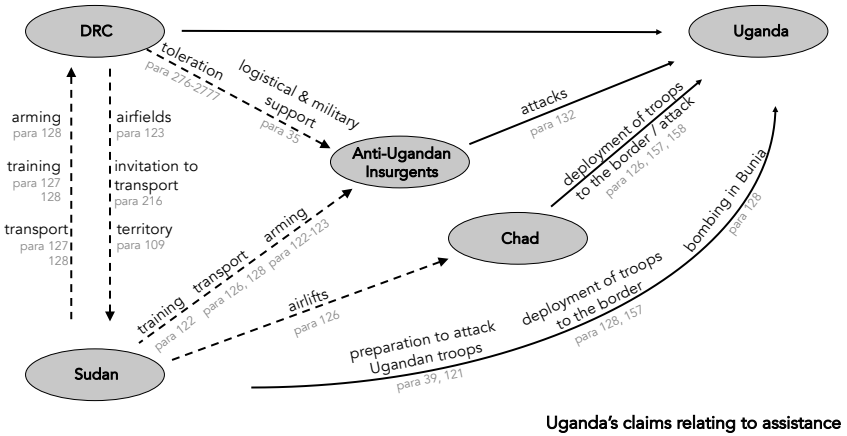 DRC
Uganda
toleration
para 276-2777
logistical & military
support
para 35
attacks
para 132
deployment of troops
to the border / attack
para 126, 157, 158
arming
para 128
airfields
para 123
Anti-Ugandan
Insurgents
training
para 127
128
invitation to
transport
para 216
bombing in Bunia
para 128
transport
para 127
128
territory
para 109
Chad
training
para 122
transport
para 126, 128
arming
para 122-123
airlifts
para 126
deployment of troops
to the border
para 128, 157
preparation to attack
Ugandan troops
para 39, 121
Sudan
Uganda's claims relating to assistance